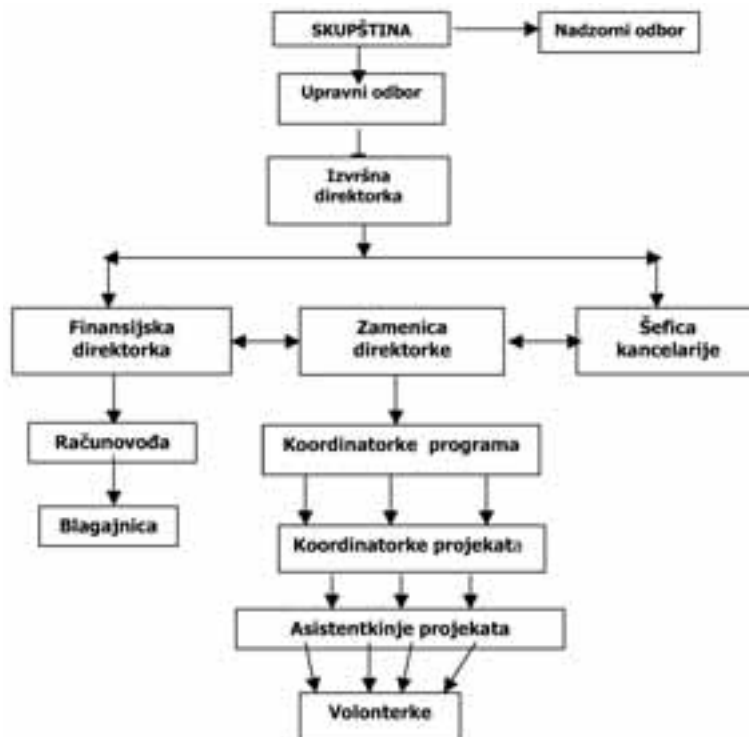 SKUPŠTINA
Nadzorni odbor
Upravni odbor
Izvršna
direktorka
Finansijska
direktorka
Zamenica
direktorke
Šefica
kancelarije
Računovođa
Koordinatorke programa
Blagajnica
Koordinatorke projekata
Asistentkinje projekata
Volonterke